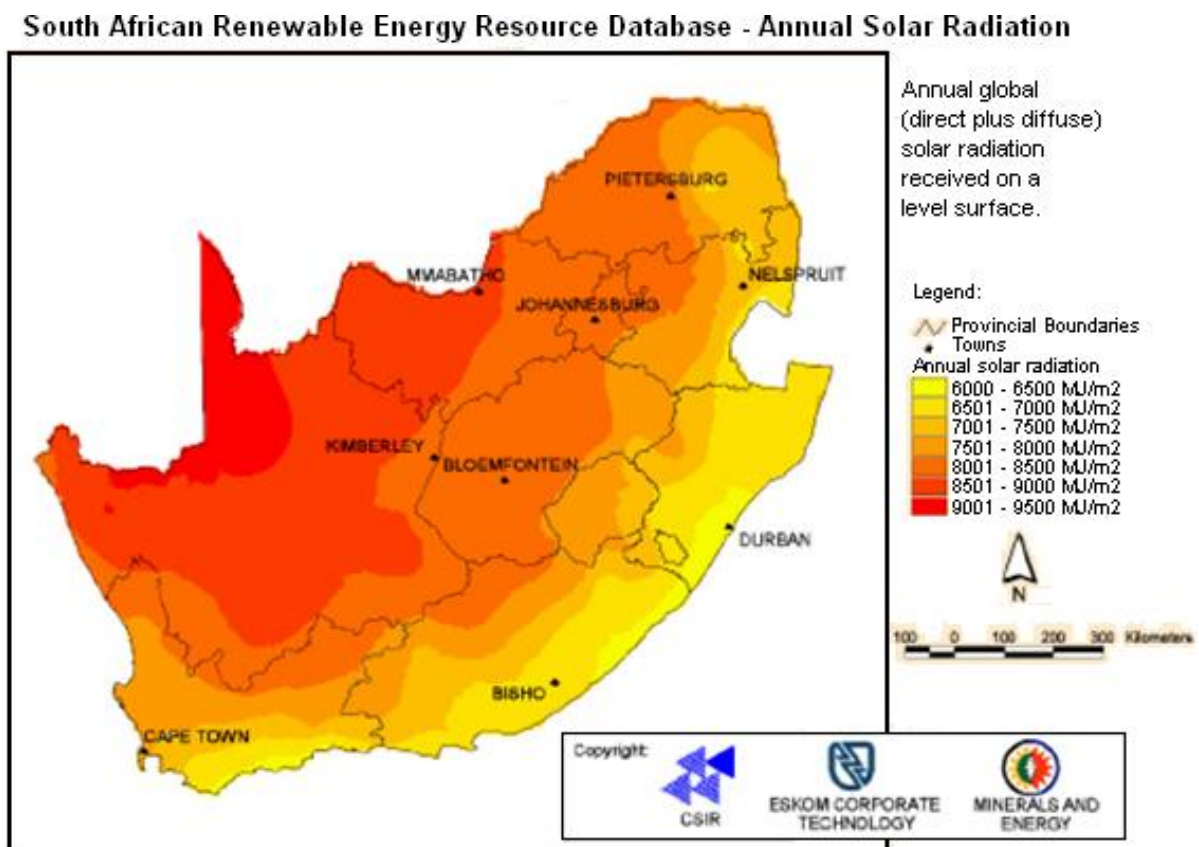 South African Renewable Energy Resource Database - Annual Solar Radiation
Annual global
(direct plus diffuse)
solar radiation
received on a
level surface.
PIETERSBURG
MMABATHO
NELSPRUIT
JOHANNESBURG
KIMBERLEY
BLOEMFONTEIN
DURBAN
BISHO
CAPE TOWN
Legend:
Provincial Boundaries
Towns
Annual solar radiation
6000 - 6500 MJ/m2
6501 - 7000 MJ/m2
7001 - 7500 MJ/m2
7501 - 8000 MJ/m2
8001 - 8500 MJ/m2
8501 - 9000 MJ/m2
9001 - 9500 MJ/m2
N
100 0 100 200 300 Kilometers
Copyright:
CSIR
ESKOM CORPORATE
TECHNOLOGY
MINERALS AND
ENERGY